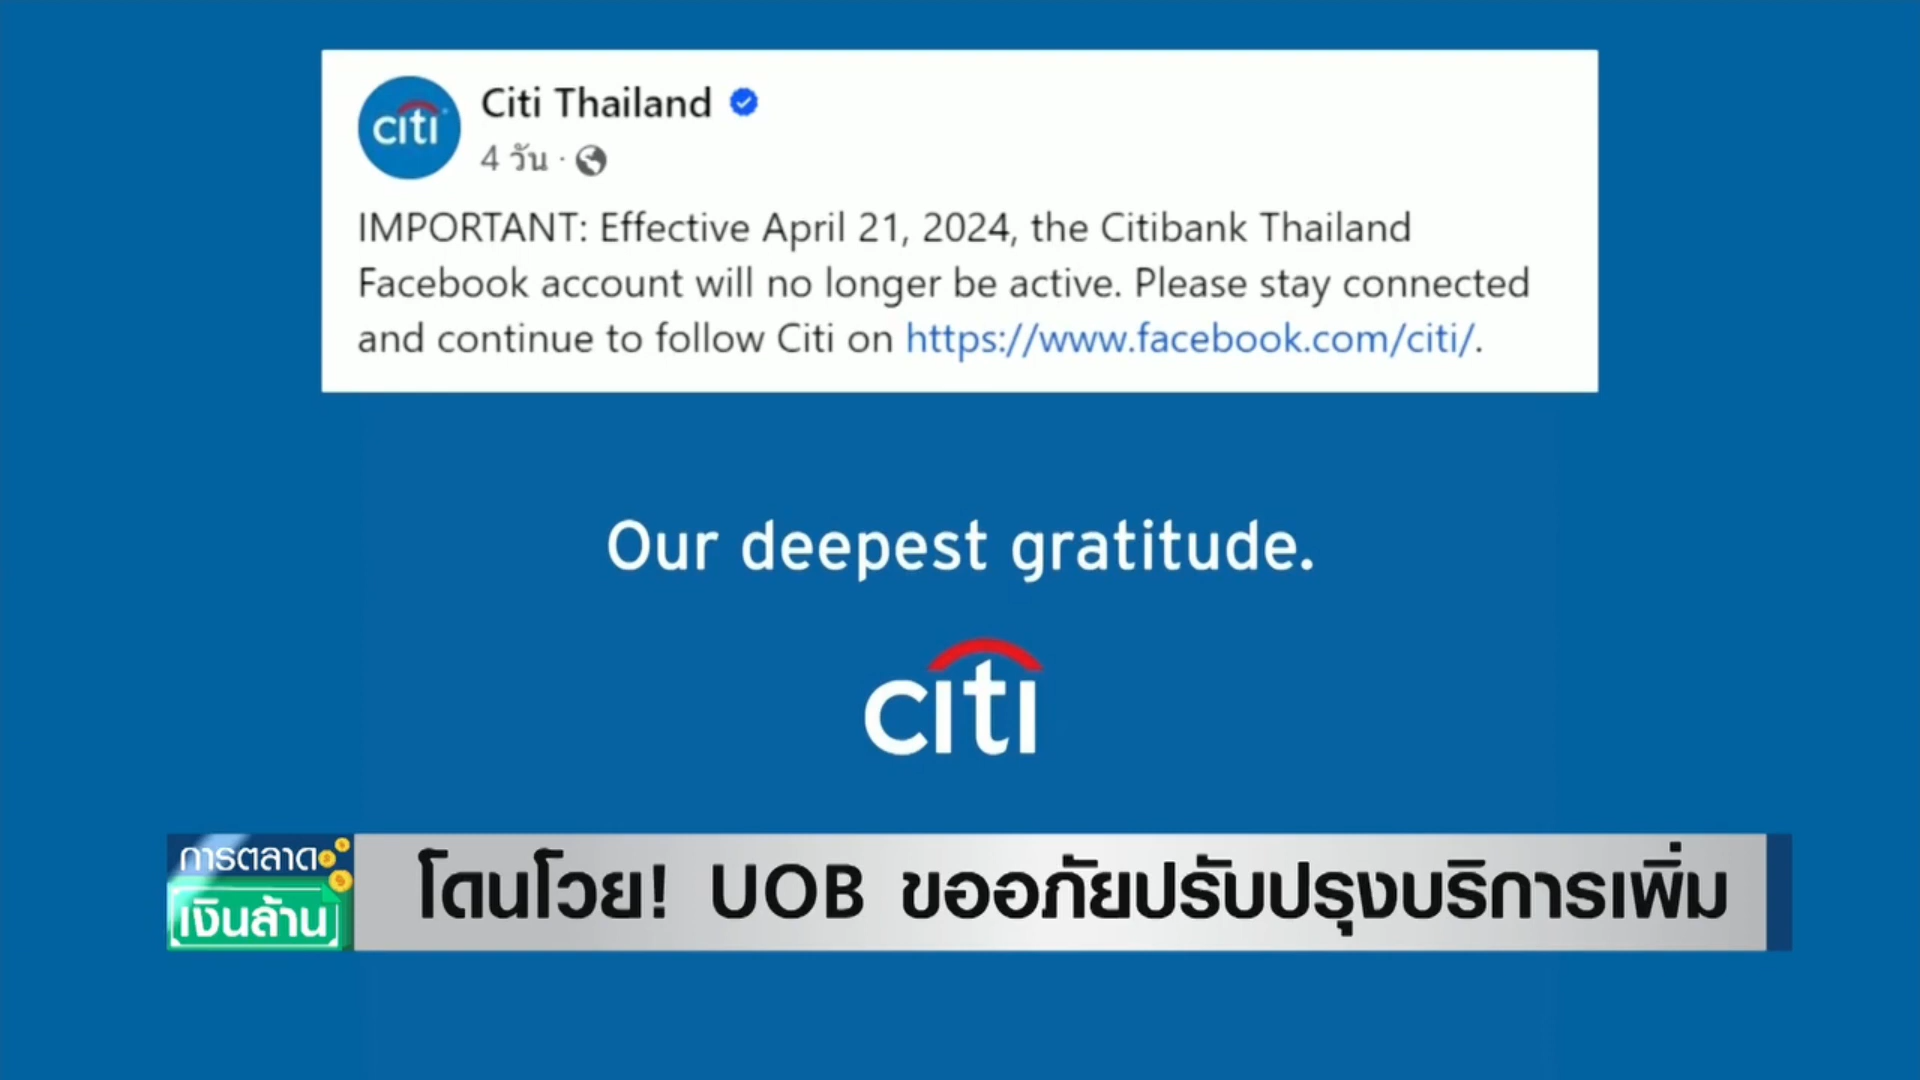 citi
Citi Thailand
4 วัน ·
IMPORTANT: Effective April 21, 2024, the Citibank Thailand
Facebook account will no longer be active. Please stay connected
and continue to follow Citi on https://www.facebook.com/citi/.
Our deepest gratitude.
citi
การตลาด
เงินล้าน
โดนโวย! UOB ขออภัยปรับปรุงบริการเพิ่ม